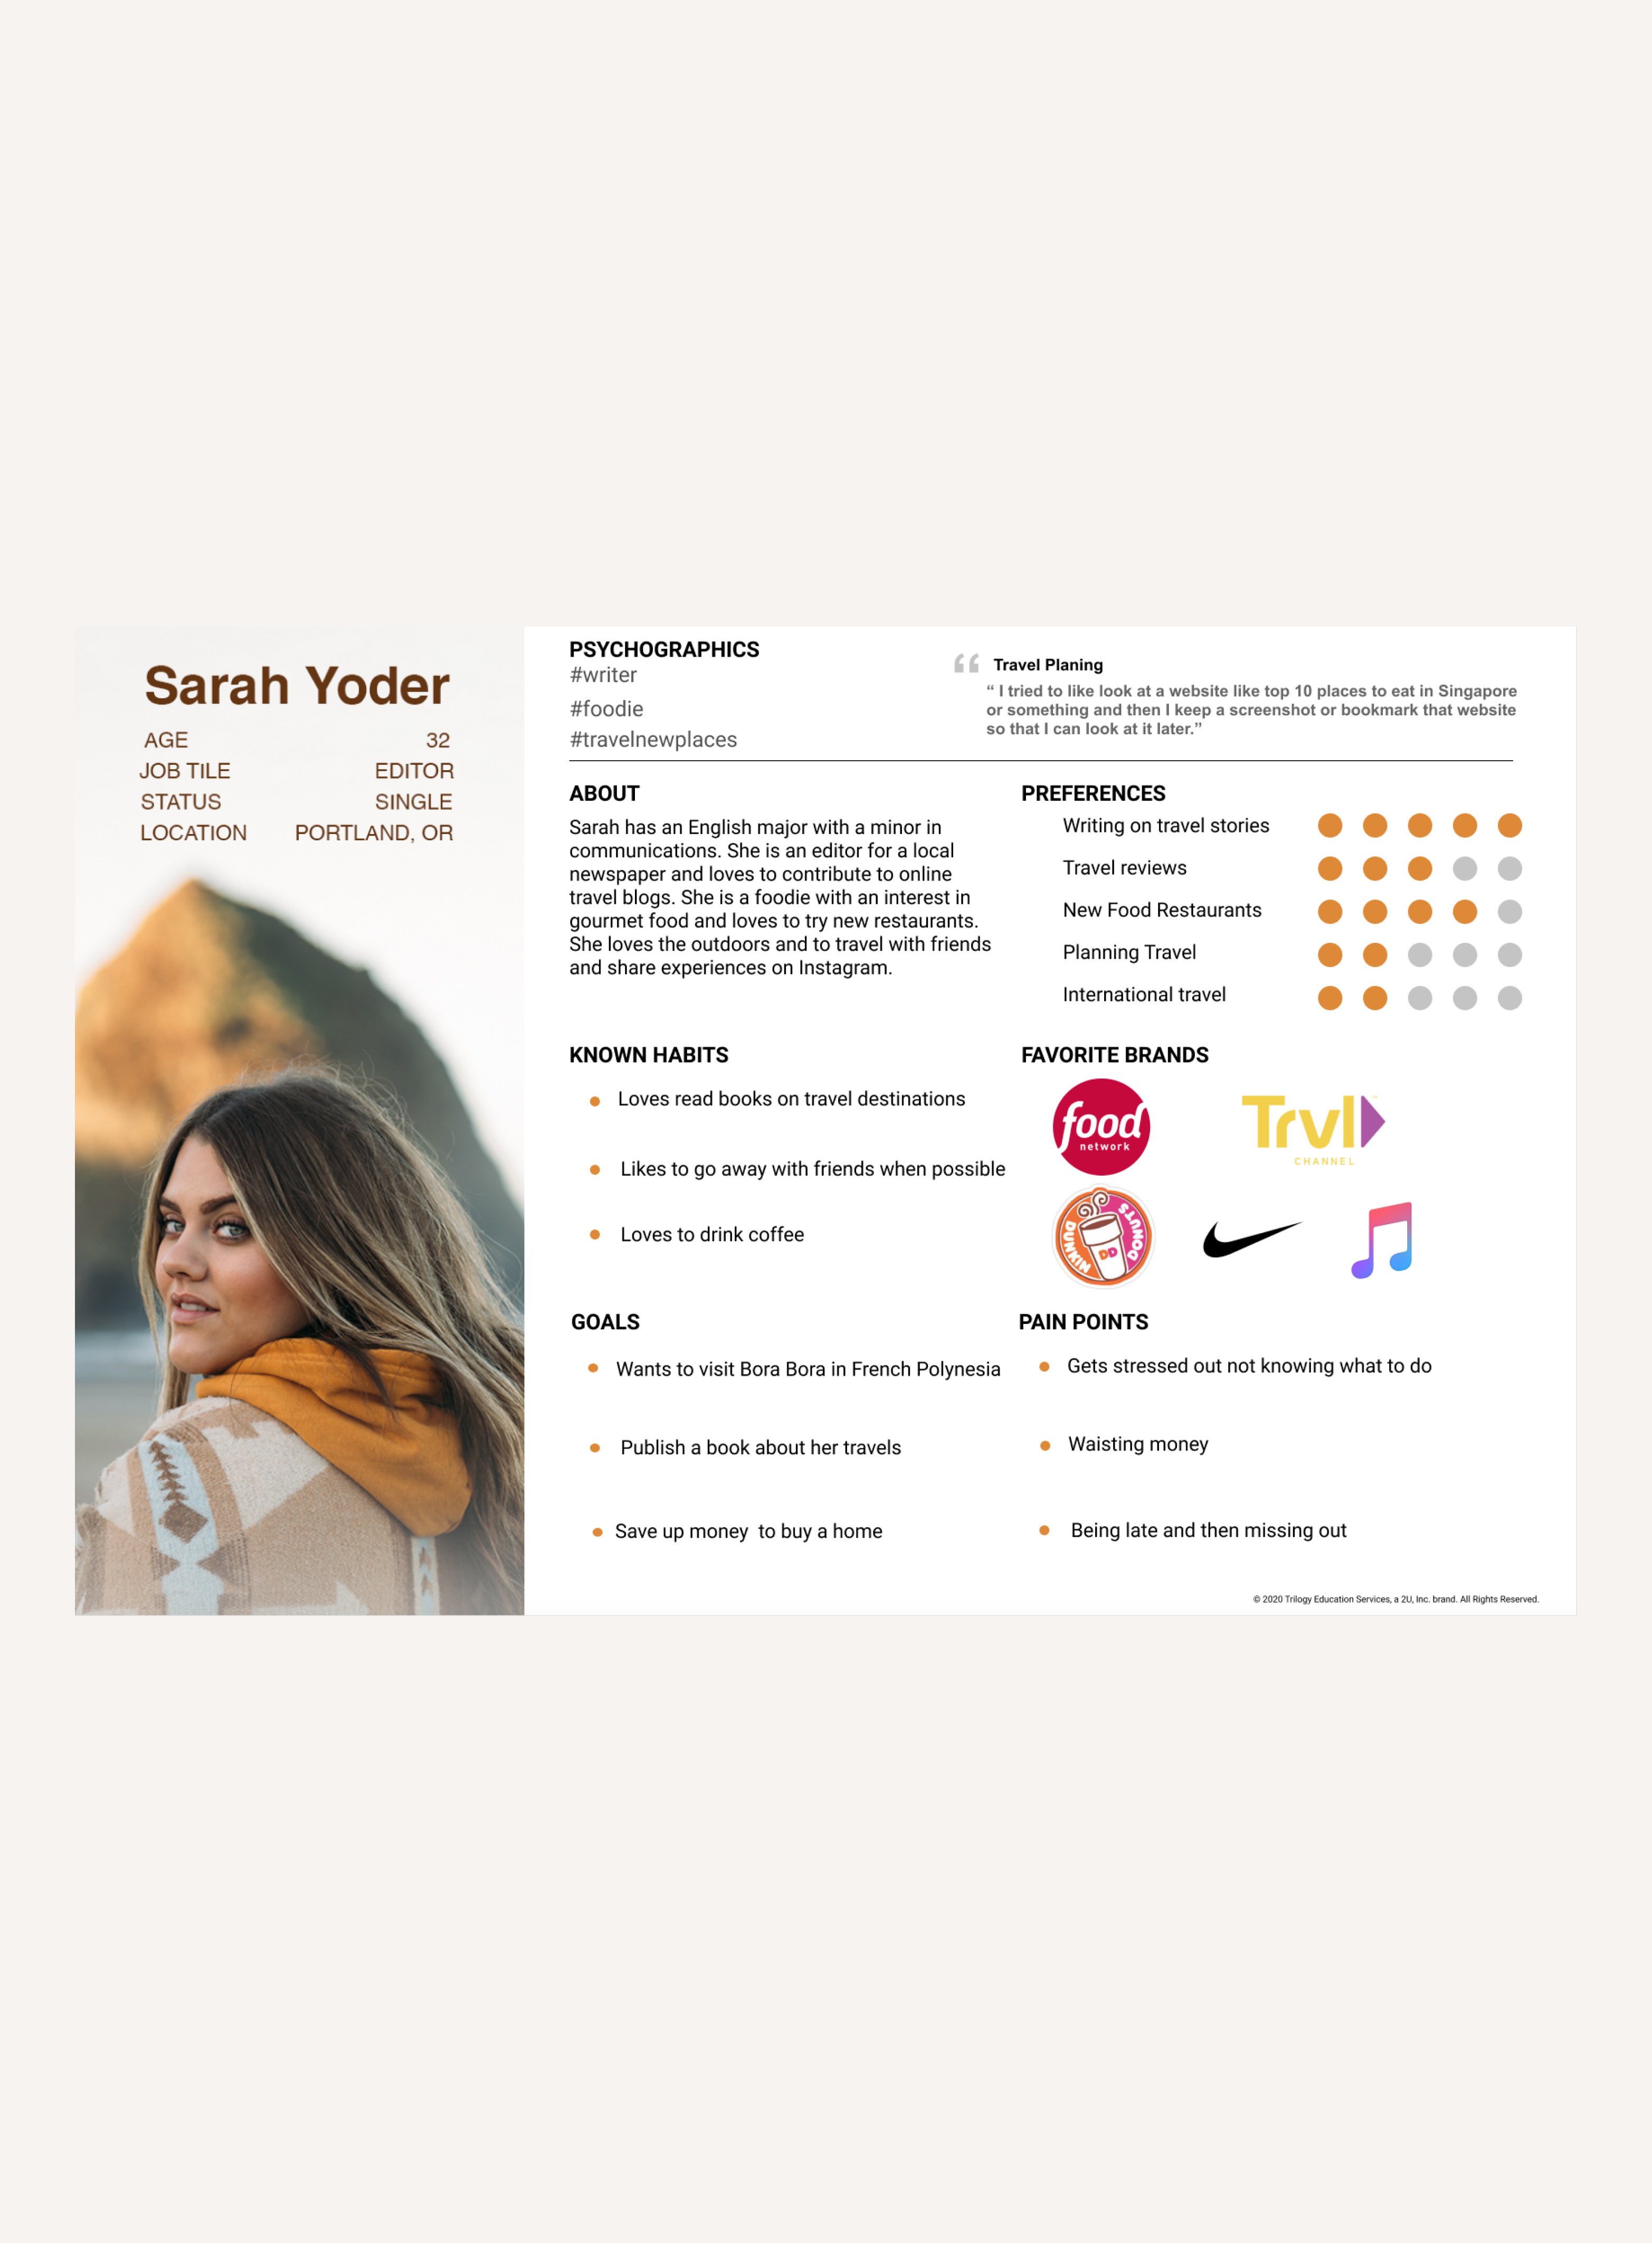 Sarah Yoder
AGE 32
JOB TILE EDITOR
STATUS SINGLE
LOCATION PORTLAND, OR
PSYCHOGRAPHICS
#writer
#foodie
#travelnewplaces
“ Travel Planing
“ I tried to like look at a website like top 10 places to eat in Singapore
or something and then I keep a screenshot or bookmark that website
so that I can look at it later.”
ABOUT
Sarah has an English major with a minor in
communications. She is an editor for a local
newspaper and loves to contribute to online
travel blogs. She is a foodie with an interest in
gourmet food and loves to try new restaurants.
She loves the outdoors and to travel with friends
and share experiences on Instagram.
PREFERENCES
Writing on travel stories
Travel reviews
New Food Restaurants
Planning Travel
International travel
KNOWN HABITS
Loves read books on travel destinations
Likes to go away with friends when possible
Loves to drink coffee
FAVORITE BRANDS
food
network
Trvl
CHANNEL
DUNKIN'
DONUTS
DD
GOALS
Wants to visit Bora Bora in French Polynesia
Publish a book about her travels
Save up money to buy a home
PAIN POINTS
Gets stressed out not knowing what to do
Waisting money
Being late and then missing out
© 2020 Trilogy Education Services, a 2U, Inc. brand. All Rights Reserved.